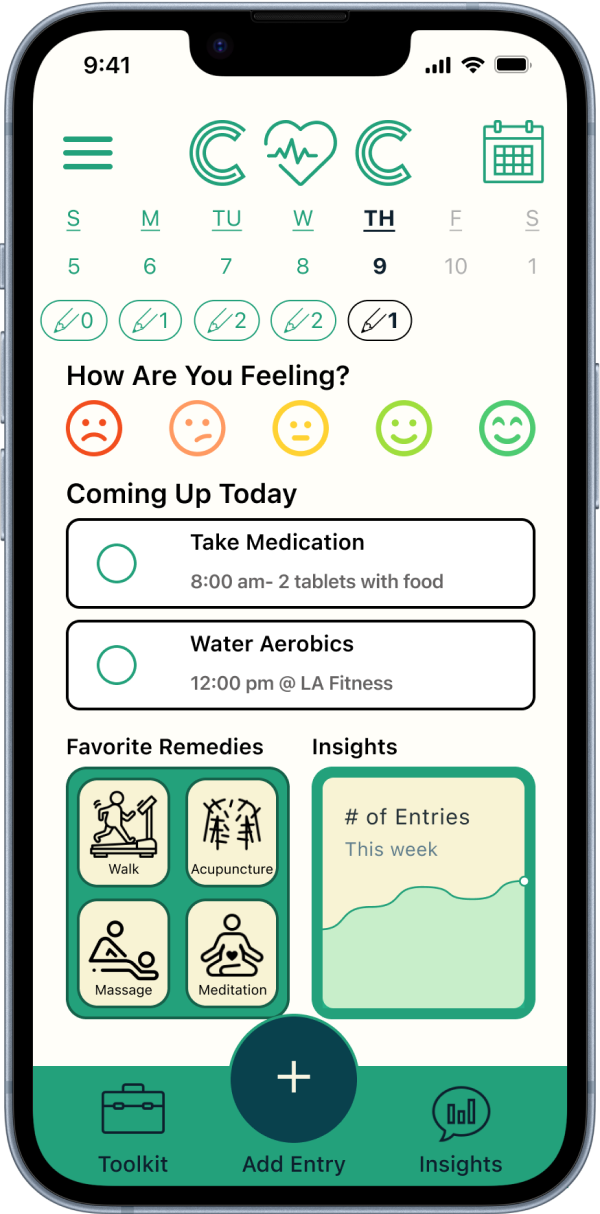 9:41
C C
S M TU W TH F S
5 6 7 8 9 10 1
0 1 2 2 1
How Are You Feeling?
Coming Up Today
Take Medication
8:00 am- 2 tablets with food
Water Aerobics
12:00 pm @ LA Fitness
Favorite Remedies
Walk
Acupuncture
Massage
Meditation
Insights
# of Entries
This week
+
Toolkit
Add Entry
Insights